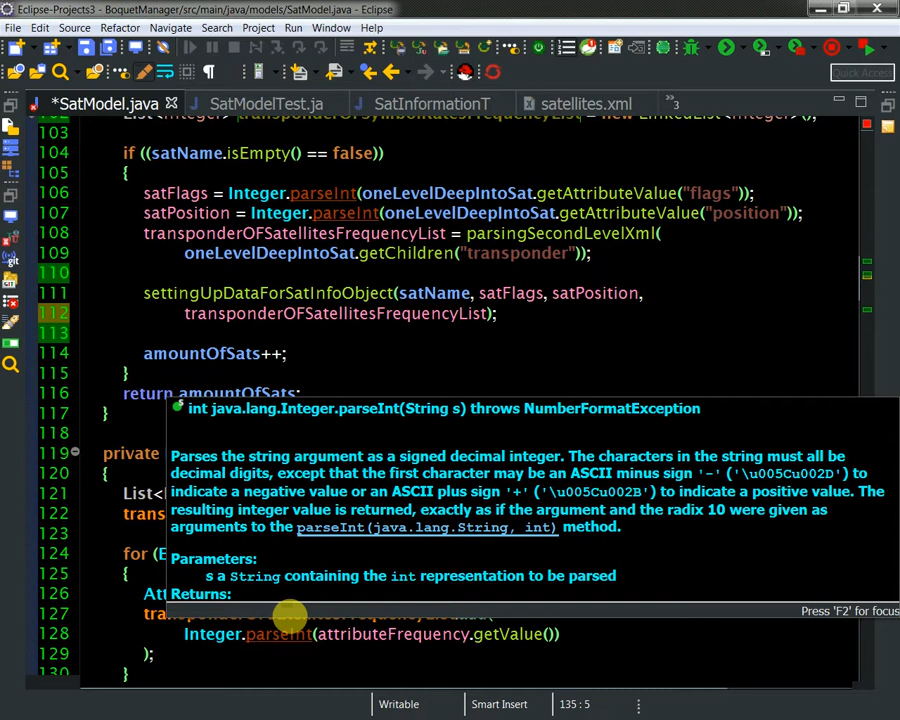 Eclipse-Projects3 - BoquetManager/src/main/java/models/SatModel.java - Eclipse
File Edit Source Refactor Navigate Search Project Run Window Help
Quick Access
*SatModel.java SatModelTest.ja SatInformationT satellites.xml »3
103
104 if ((satName.isEmpty() == false))
105 {
106 satFlags = Integer.parseInt(oneLevelDeepIntoSat.getAttributeValue("flags"));
107 satPosition = Integer.parseInt(oneLevelDeepIntoSat.getAttributeValue("position"));
108 transponderOFSatellitesFrequencyList = parsingSecondLevelXml(
109 oneLevelDeepIntoSat.getChildren("transponder"));
110
111 settingUpDataForSatInfoObject(satName, satFlags, satPosition,
112 transponderOFSatellitesFrequencyList);
113
114 amountOfSats++;
115 }
116 return amountOfSats;
117 }
118
int java.lang.Integer.parseInt(String s) throws NumberFormatException
Parses the string argument as a signed decimal integer. The characters in the string must all be
decimal digits, except that the first character may be an ASCII minus sign '-' ('\u005Cu002D') to
indicate a negative value or an ASCII plus sign '+' ('\u005Cu002B') to indicate a positive value. The
resulting integer value is returned, exactly as if the argument and the radix 10 were given as
arguments to the parseInt(java.lang.String, int) method.
Parameters:
s a String containing the int representation to be parsed
Returns:
Press 'F2' for focus
119 private
120 {
121 List<
122 trans
123
124 for (E
125 {
126 Att
127
128 Integer.parseInt(attributeFrequency.getValue())
129 );
130 }
Writable Smart Insert 135 : 5